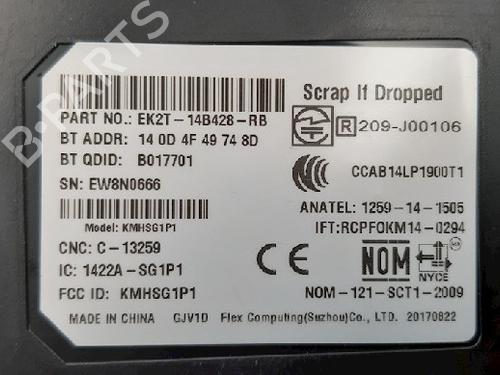 Scrap If Dropped
PART NO.: EK2T-14B428-RB
BT ADDR: 14 0D 4F 49 74 8D
BT QDID: B017701
SN: EW8N0666
R 209-J00106
CCAB14LP1900T1
Model: KMHSG1P1
CNC: C-13259
IC: 1422A-SG1P1
FCC ID: KMHSG1P1
ANATEL: 1259-14-1505
IFT:RCPFOKM14-0294
CE
NOM
NYCE
NOM-121-SCT1-2009
MADE IN CHINA GJV1D Flex Computing(Suzhou)Co., LTD. 20170822
B-PARTS